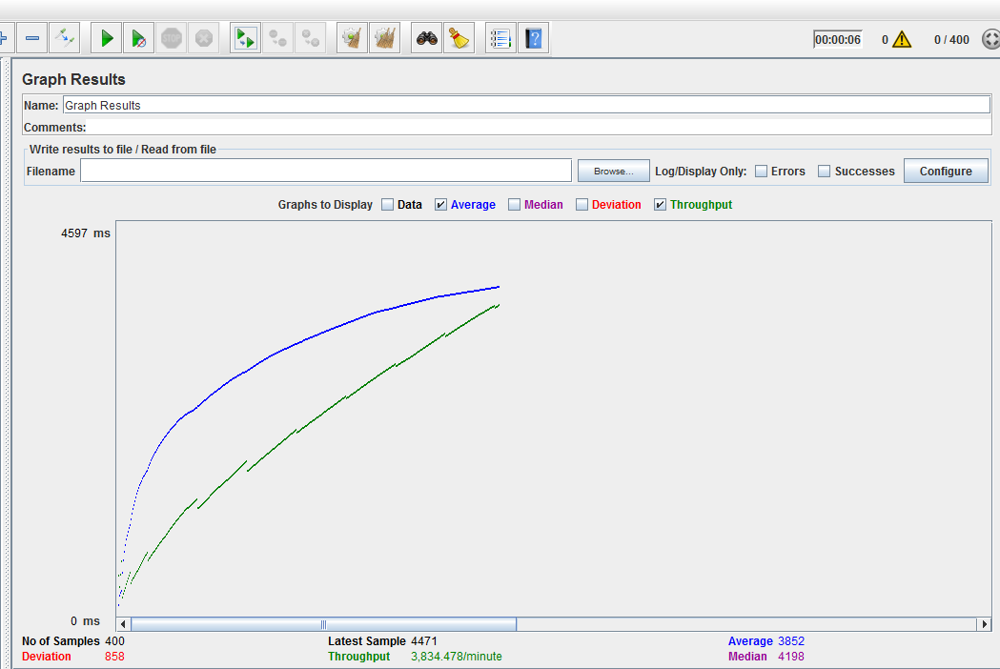 STOP
00:00:06 0 0 / 400
Graph Results
Name: Graph Results
Comments:
Write results to file / Read from file
Filename Browse... Log/Display Only: Errors Successes Configure
Graphs to Display Data Average Median Deviation Throughput
4597 ms
0 ms
No of Samples 400 Latest Sample 4471 Average 3852
Deviation 858 Throughput 3,834.478/minute Median 4198